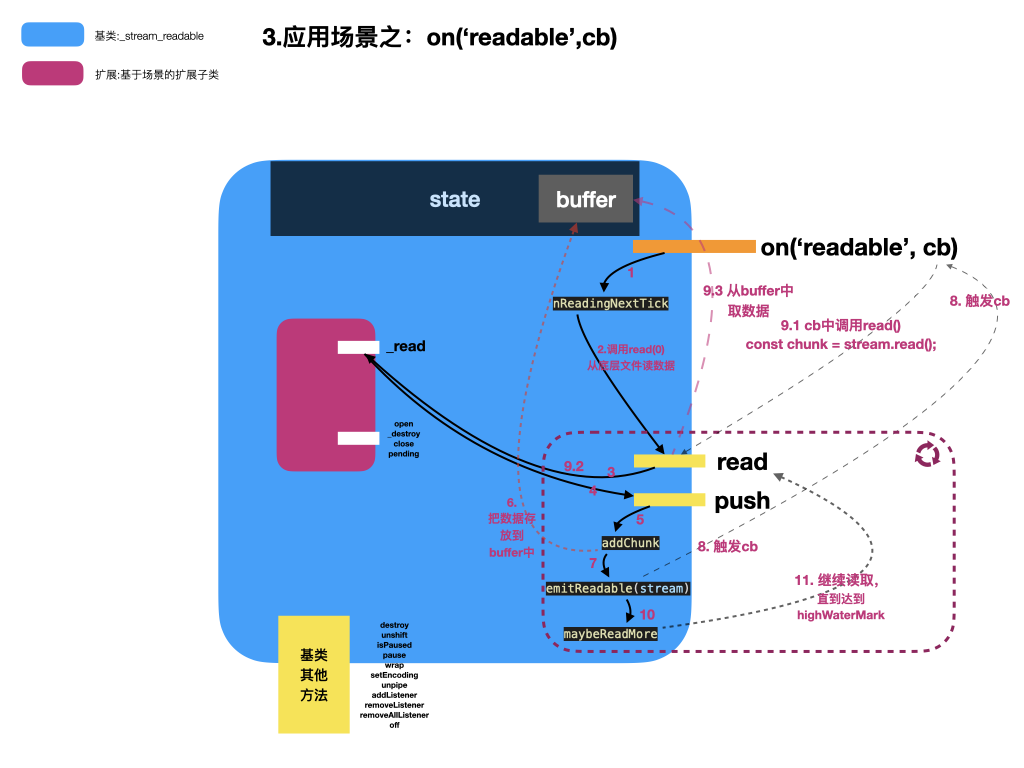 基类:_stream_readable
3.应用场景之：on(‘readable’,cb)
扩展:基于场景的扩展子类
state
buffer
on(‘readable’, cb)
1
nReadingNextTick
9.3 从buffer中
取数据
8. 触发cb
9.1 cb中调用read()
const chunk = stream.read();
2.调用read(0)
从底层文件读数据
_read
open
_destroy
close
pending
9.2
3
read
4
push
6.
把数据存
放到
buffer中
5
addChunk
8. 触发cb
7
emitReadable(stream)
11. 继续读取，
直到达到
highWaterMark
10
maybeReadMore
基类
其他
方法
destroy
unshift
isPaused
pause
wrap
setEncoding
unpipe
addListener
removeListener
removeAllListener
off